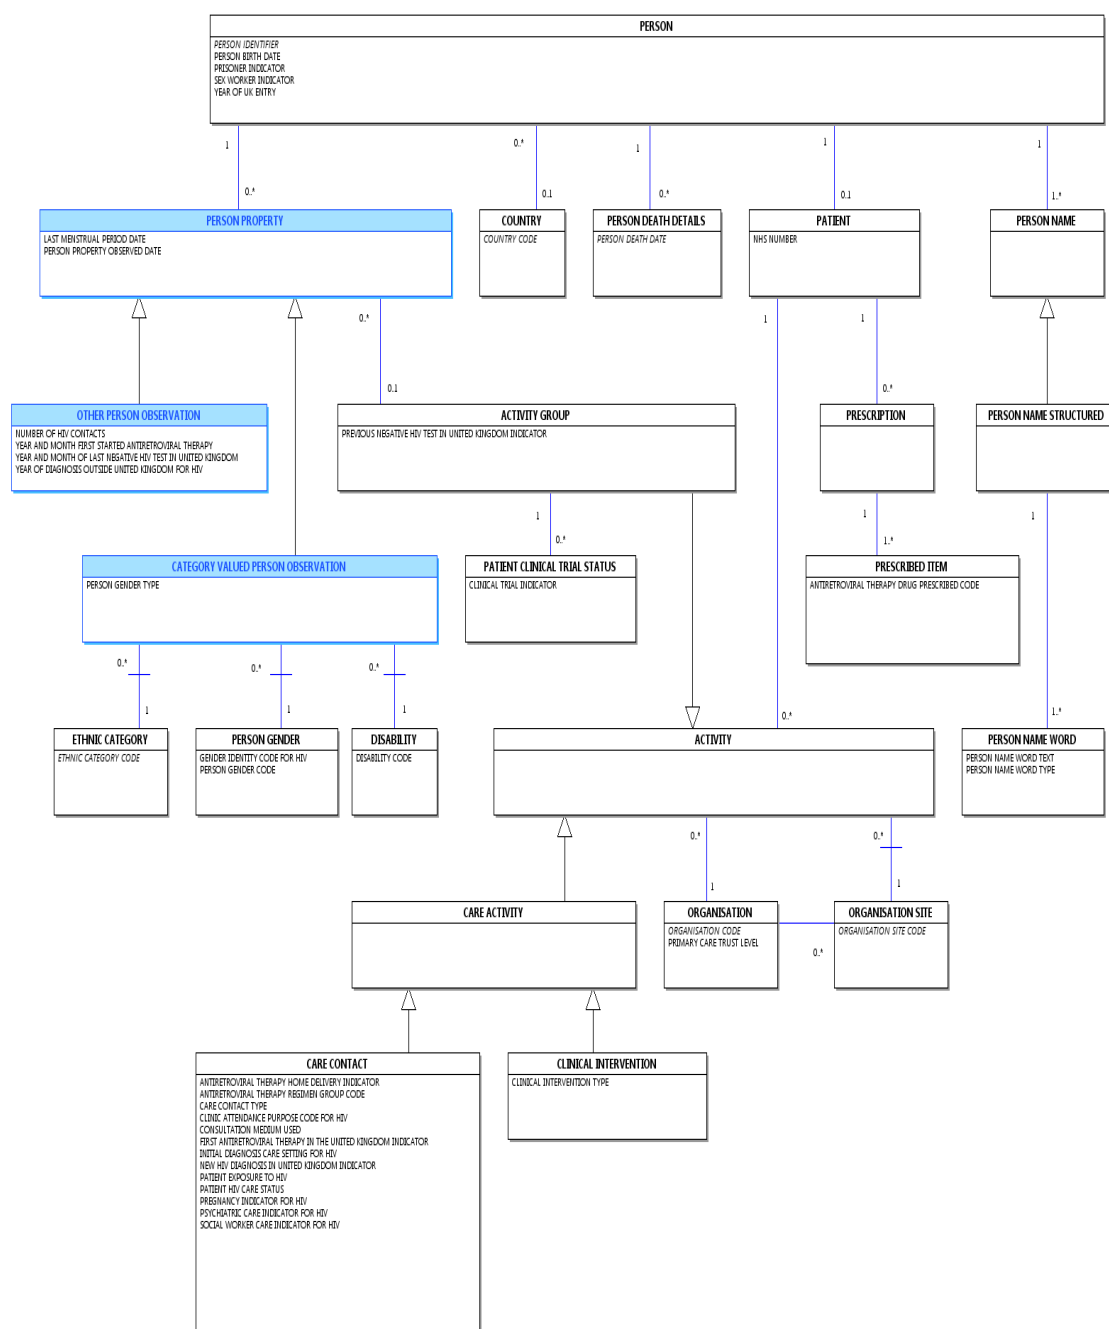 PERSON
PERSON IDENTIFIER
PERSON BIRTH DATE
PRISONER INDICATOR
SEX WORKER INDICATOR
YEAR OF UK ENTRY
1
0..*
1
1
1
0..*
0..1
0..*
0..1
1..*
PERSON PROPERTY
LAST MENSTRUAL PERIOD DATE
PERSON PROPERTY OBSERVED DATE
COUNTRY
COUNTRY CODE
PERSON DEATH DETAILS
PERSON DEATH DATE
PATIENT
NHS NUMBER
PERSON NAME
0..*
1
1
0..1
0..*
OTHER PERSON OBSERVATION
NUMBER OF HIV CONTACTS
YEAR AND MONTH FIRST STARTED ANTIRETROVIRAL THERAPY
YEAR AND MONTH OF LAST NEGATIVE HIV TEST IN UNITED KINGDOM
YEAR OF DIAGNOSIS OUTSIDE UNITED KINGDOM FOR HIV
ACTIVITY GROUP
PREVIOUS NEGATIVE HIV TEST IN UNITED KINGDOM INDICATOR
PRESCRIPTION
PERSON NAME STRUCTURED
1
1
1
0..*
1..*
CATEGORY VALUED PERSON OBSERVATION
PERSON GENDER TYPE
PATIENT CLINICAL TRIAL STATUS
CLINICAL TRIAL INDICATOR
PRESCRIBED ITEM
ANTIRETROVIRAL THERAPY DRUG PRESCRIBED CODE
0..*
0..*
0..*
1
1
1
0..*
1..*
ETHNIC CATEGORY
ETHNIC CATEGORY CODE
PERSON GENDER
GENDER IDENTITY CODE FOR HIV
PERSON GENDER CODE
DISABILITY
DISABILITY CODE
ACTIVITY
PERSON NAME WORD
PERSON NAME WORD TEXT
PERSON NAME WORD TYPE
0..*
0..*
1
1
CARE ACTIVITY
ORGANISATION
ORGANISATION CODE
PRIMARY CARE TRUST LEVEL
ORGANISATION SITE
ORGANISATION SITE CODE
0..*
CARE CONTACT
ANTIRETROVIRAL THERAPY HOME DELIVERY INDICATOR
ANTIRETROVIRAL THERAPY REGIMEN GROUP CODE
CARE CONTACT TYPE
CLINIC ATTENDANCE PURPOSE CODE FOR HIV
CONSULTATION MEDIUM USED
FIRST ANTIRETROVIRAL THERAPY IN THE UNITED KINGDOM INDICATOR
INITIAL DIAGNOSIS CARE SETTING FOR HIV
NEW HIV DIAGNOSIS IN UNITED KINGDOM INDICATOR
PATIENT EXPOSURE TO HIV
PATIENT HIV CARE STATUS
PREGNANCY INDICATOR FOR HIV
PSYCHIATRIC CARE INDICATOR FOR HIV
SOCIAL WORKER CARE INDICATOR FOR HIV
CLINICAL INTERVENTION
CLINICAL INTERVENTION TYPE